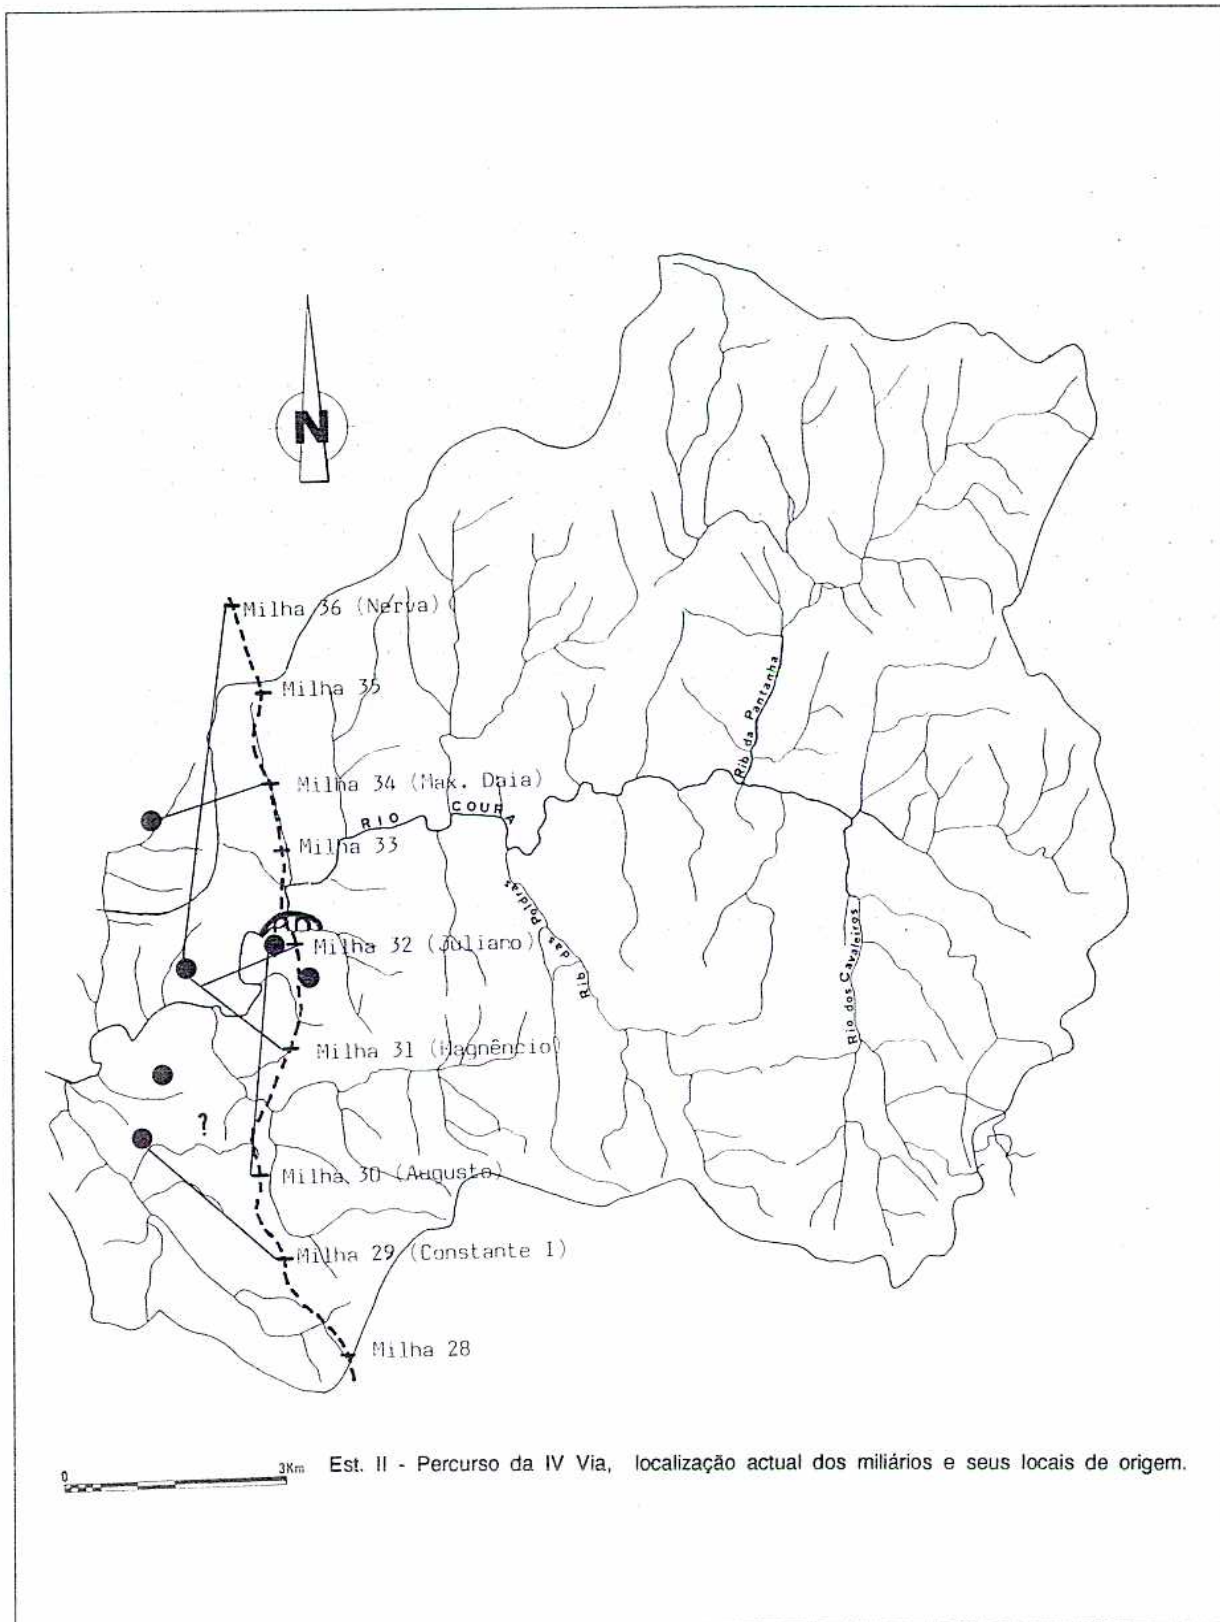 N
Milha 36 (Nerva)
Milha 35
Milha 34 (Max. Daia)
RIO COURA
Milha 33
Rib da Pantanha
Milha 32 (Juliano)
Rib das Poldras
Rio dos Cavaleiros
Milha 31 (Magnêncio)
?
Milha 30 (Augusto)
Milha 29 (Constante I)
Milha 28
0 3Km
Est. II - Percurso da IV Via, localização actual dos miliários e seus locais de origem.